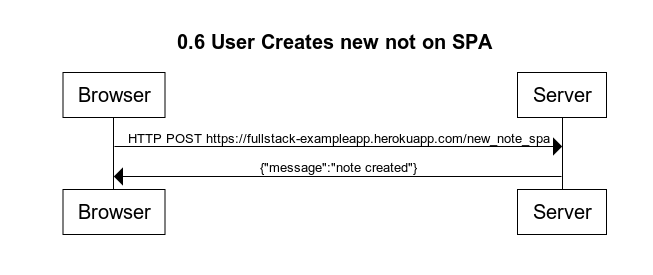 0.6 User Creates new not on SPA
Browser
Server
HTTP POST https://fullstack-exampleapp.herokuapp.com/new_note_spa
{"message":"note created"}
Browser
Server